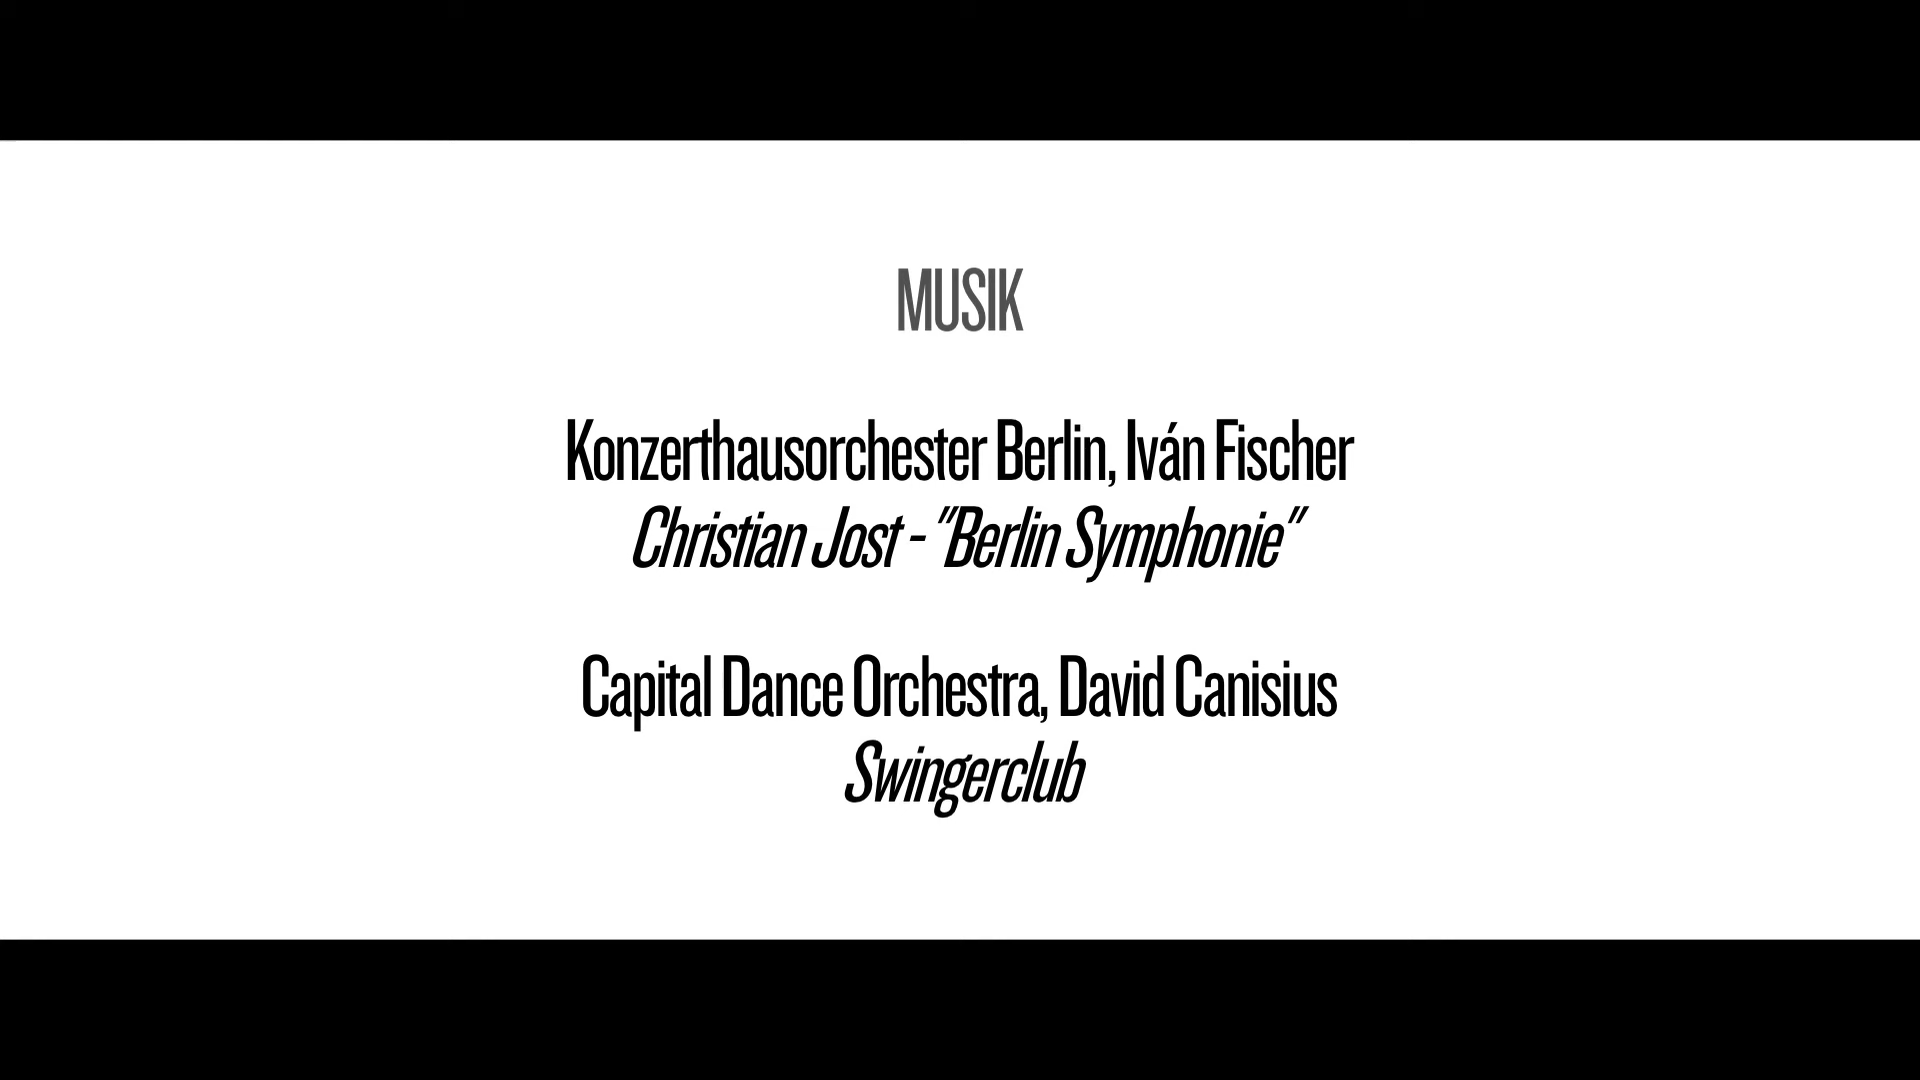 MUSIK
Konzerthausorchester Berlin, Iván Fischer
Christian Jost - "Berlin Symphonie"
Capital Dance Orchestra, David Canisius
Swingerclub